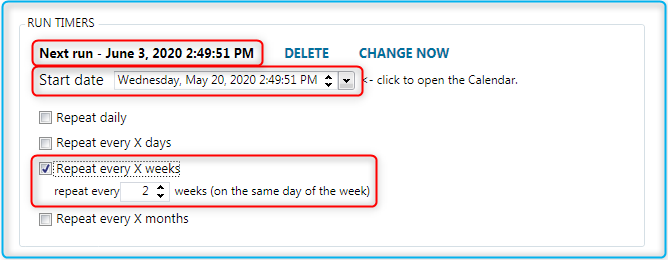 RUN TIMERS
Next run - June 3, 2020 2:49:51 PM DELETE CHANGE NOW
Start date Wednesday, May 20, 2020 2:49:51 PM <- click to open the Calendar.
Repeat daily
Repeat every X days
Repeat every X weeks
repeat every 2 weeks (on the same day of the week)
Repeat every X months